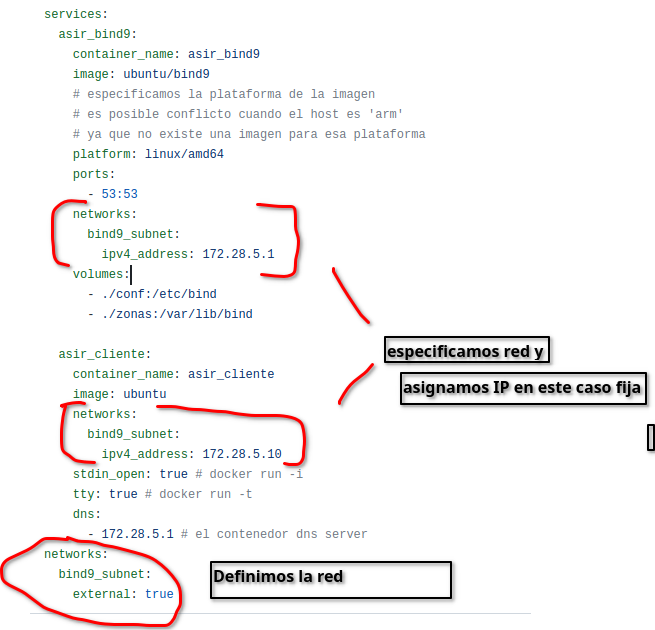 services:
asir_bind9:
container_name: asir_bind9
image: ubuntu/bind9
# especificamos la plataforma de la imagen
# es posible conflicto cuando el host es 'arm'
# ya que no existe una imagen para esa plataforma
platform: linux/amd64
ports:
- 53:53
networks:
bind9_subnet:
ipv4_address: 172.28.5.1
volumes:
- ./conf:/etc/bind
- ./zonas:/var/lib/bind
asir_cliente:
container_name: asir_cliente
image: ubuntu
networks:
bind9_subnet:
ipv4_address: 172.28.5.10
stdin_open: true # docker run -i
tty: true # docker run -t
dns:
- 172.28.5.1 # el contenedor dns server
networks:
bind9_subnet:
external: true
especificamos red y
asignamos IP en este caso fija
Definimos la red